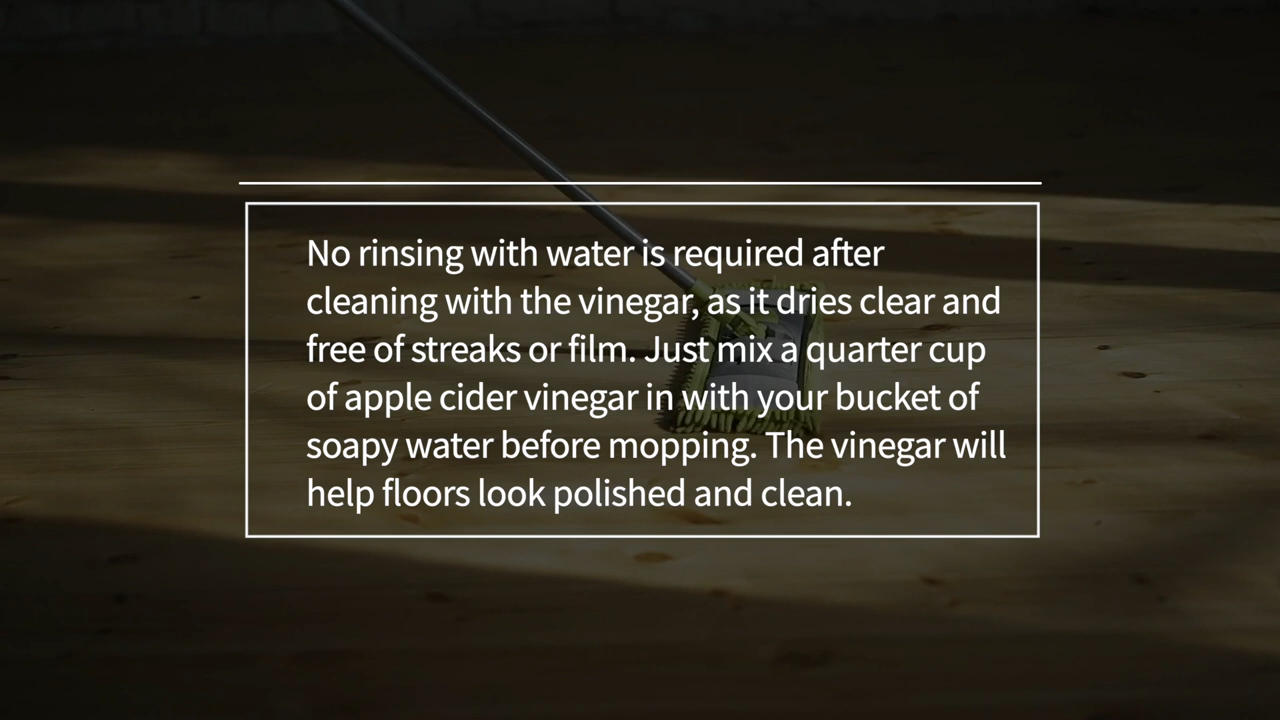 No rinsing with water is required after
cleaning with the vinegar, as it dries clear and
free of streaks or film. Just mix a quarter cup
of apple cider vinegar in with your bucket of
soapy water before mopping. The vinegar will
help floors look polished and clean.